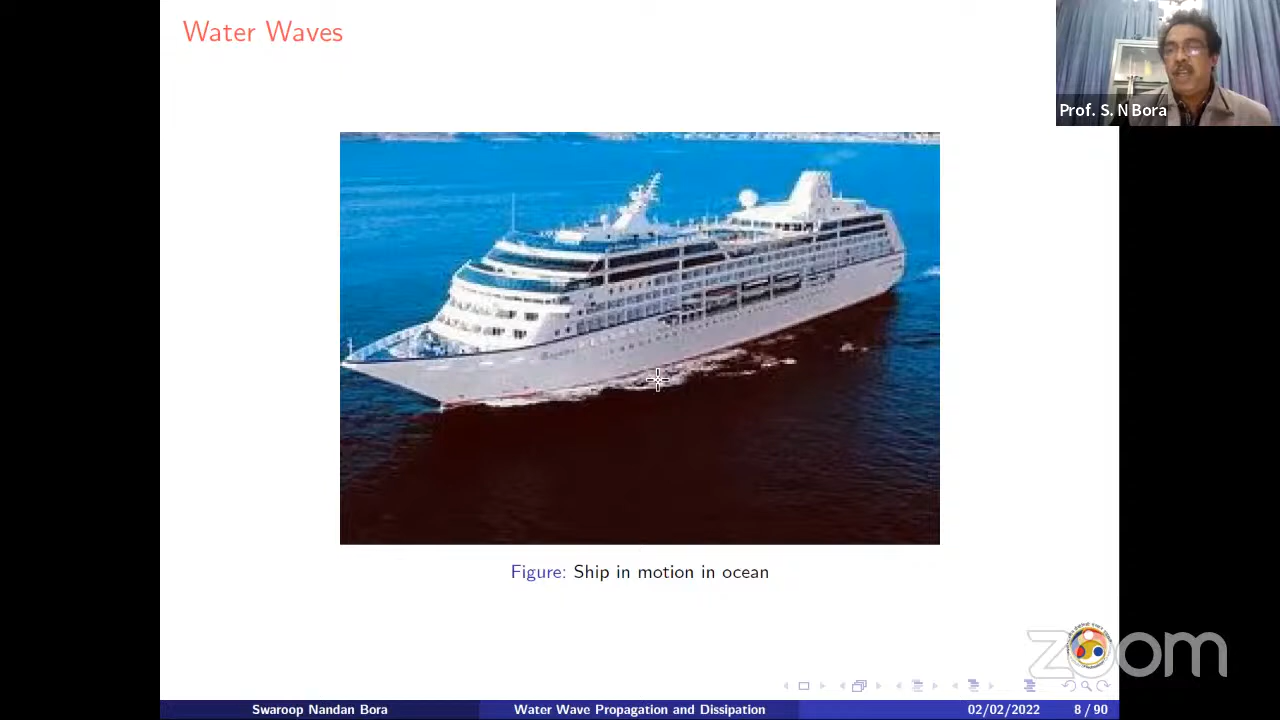 Water Waves
Prof. S. N Bora
Figure: Ship in motion in ocean
zoom
Swaroop Nandan Bora
Water Wave Propagation and Dissipation
02/02/2022
8 / 90